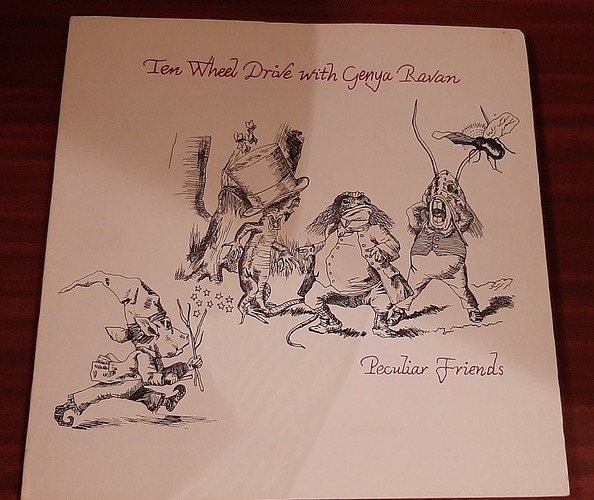 Ten Wheel Drive with Genya Ravan
Peculiar Friends